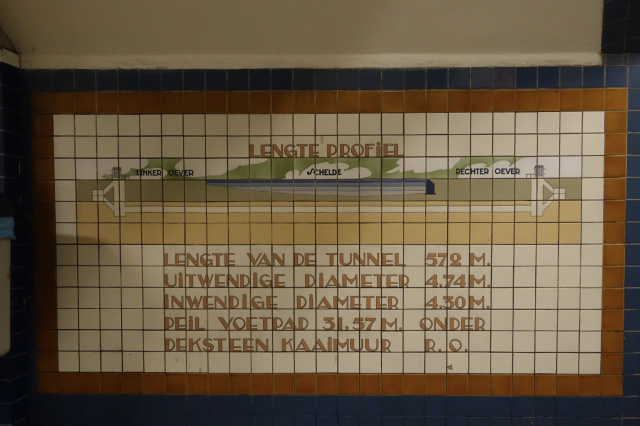 LENGTE PROFIEL
LINKER OEVER SCHELDE RECHTER OEVER
LENGTE VAN DE TUNNEL 572 M.
UITWENDIGE DIAMETER 4.74 M.
INWENDIGE DIAMETER 4.30 M.
PEIL VOETPAD 31,57 M. ONDER
DEKSTEEN KAAIMUUR R. O.